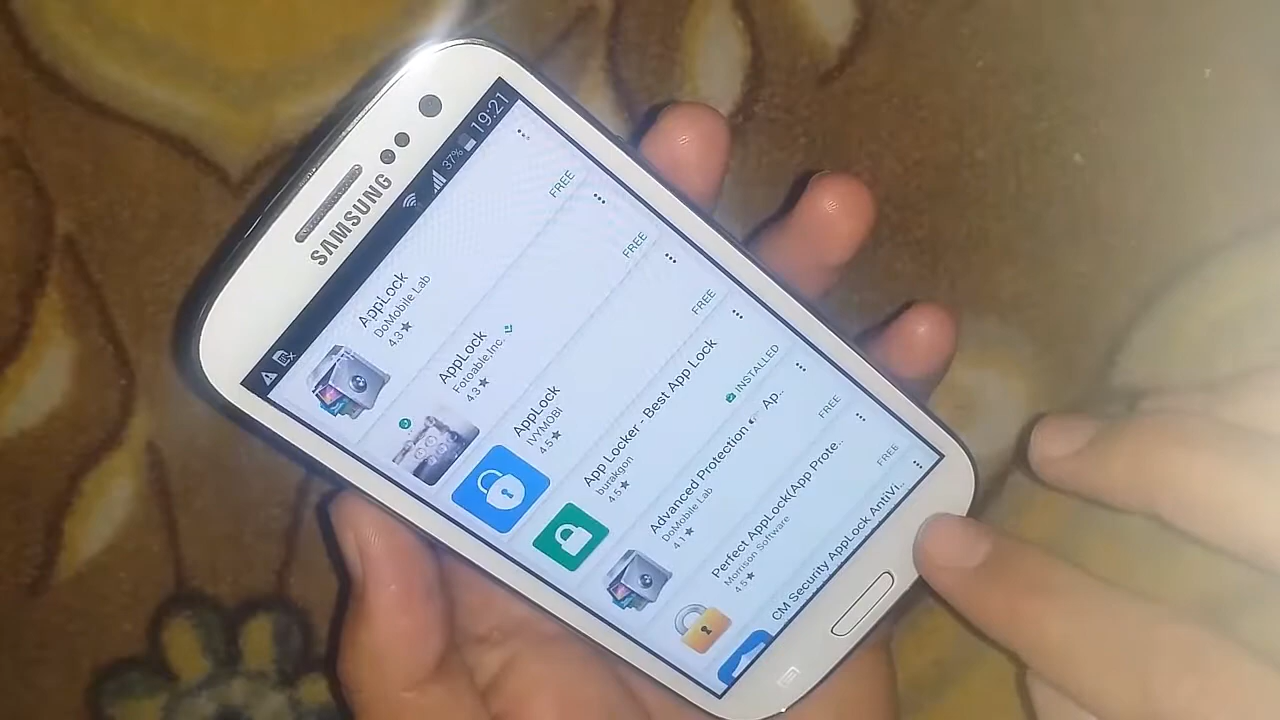 SAMSUNG
37% 19:21
AppLock
DoMobile Lab
4.3★
FREE
AppLock
Fotoable,Inc.
4.3★
FREE
AppLock
IVYMOBI
4.5★
FREE
App Locker - Best App Lock
burakgon
4.5★
INSTALLED
Advanced Protection Ap..
DoMobile Lab
4.1★
FREE
Perfect AppLock(App Prote..
Morrison Software
4.5★
FREE
CM Security AppLock AntiVi..